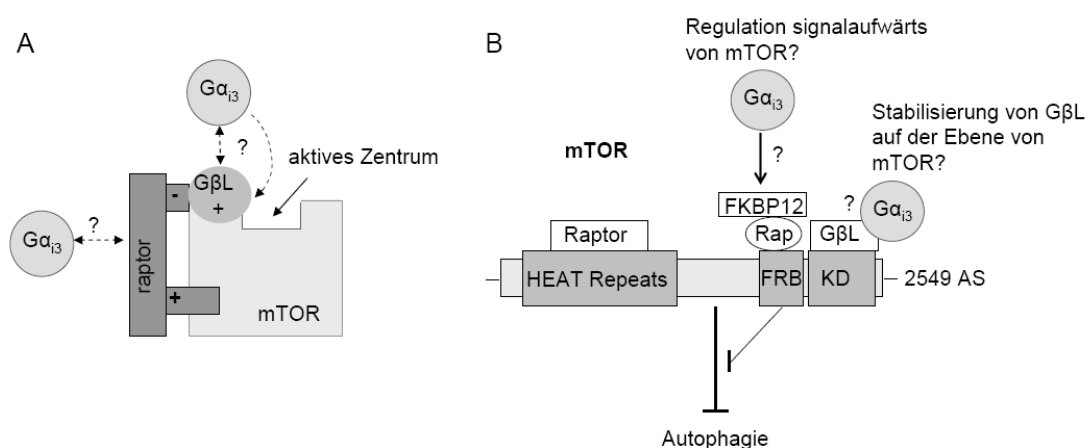 A
Gαi3
?
aktives Zentrum
GβL
-
+
Gαi3
?
raptor
+
mTOR
B
Regulation signalaufwärts
von mTOR?
Gαi3
?
Stabilisierung von GβL
auf der Ebene von
mTOR?
mTOR
FKBP12
?
Gαi3
Raptor
Rap
GβL
HEAT Repeats
FRB
KD
2549 AS
Autophagie